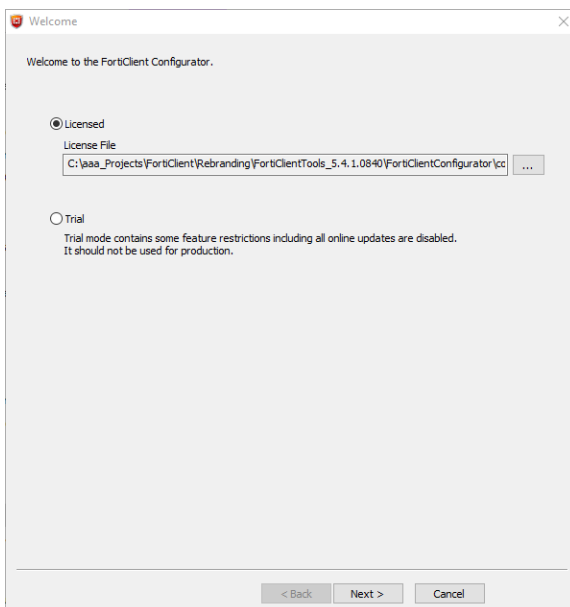 Welcome
Welcome to the FortiClient Configurator.
Licensed
License File
C:\aaa_Projects\FortiClient\Rebranding\FortiClientTools_5.4.1.0840\FortiClientConfigurator\cc
...
Trial
Trial mode contains some feature restrictions including all online updates are disabled.
It should not be used for production.
< Back Next > Cancel